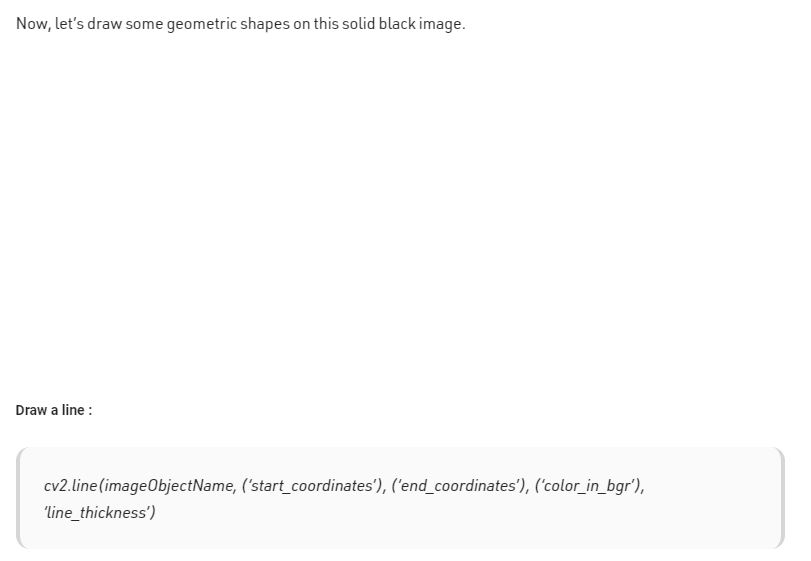 Now, let’s draw some geometric shapes on this solid black image.
Draw a line :
cv2.line(imageObjectName, (‘start_coordinates’), (‘end_coordinates’), (‘color_in_bgr’),
‘line_thickness’)